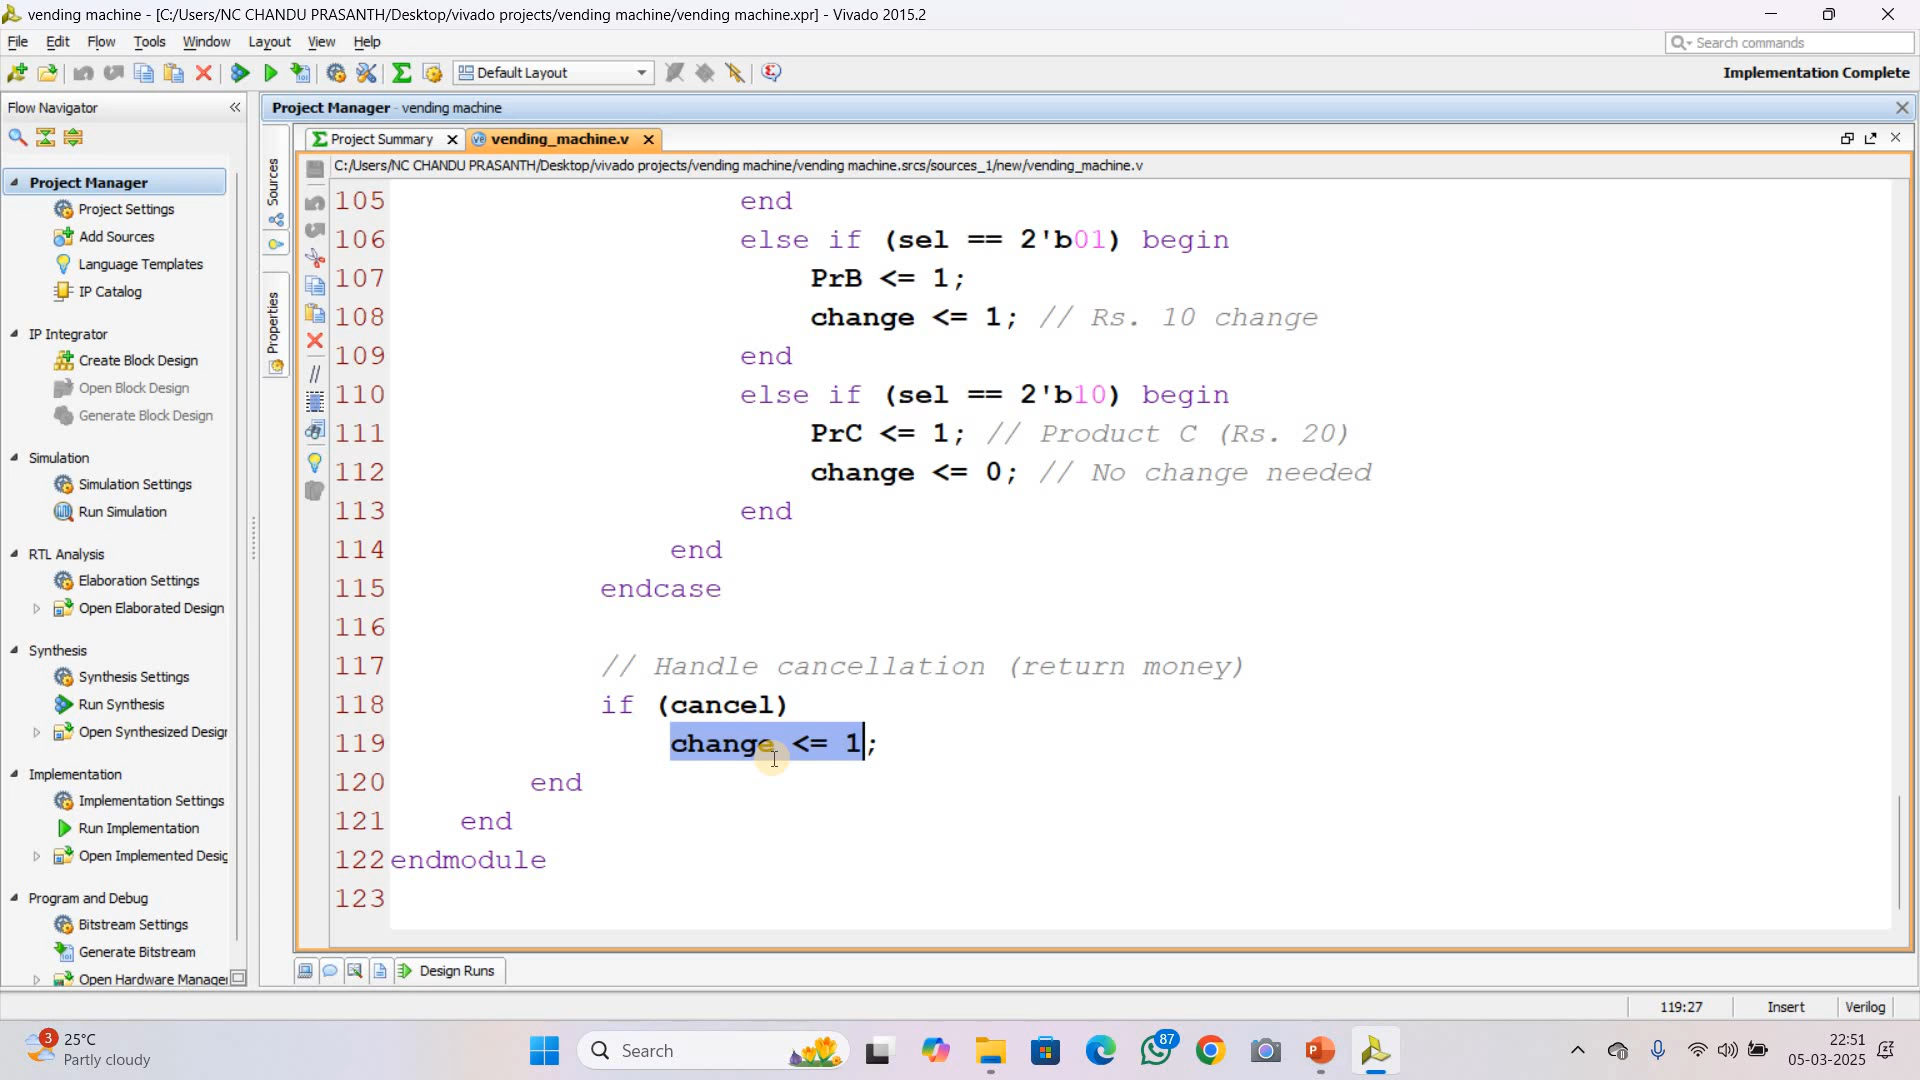 vending machine - [C:/Users/NC CHANDU PRASANTH/Desktop/vivado projects/vending machine/vending machine.xpr] - Vivado 2015.2
File Edit Flow Tools Window Layout View Help
Search commands
Default Layout
Implementation Complete
Flow Navigator
Project Manager - vending machine
Project Summary
vending_machine.v
C:/Users/NC CHANDU PRASANTH/Desktop/vivado projects/vending machine/vending machine.srcs/sources_1/new/vending_machine.v
Project Manager
Project Settings
Add Sources
Language Templates
IP Catalog
IP Integrator
Create Block Design
Open Block Design
Generate Block Design
Simulation
Simulation Settings
Run Simulation
RTL Analysis
Elaboration Settings
Open Elaborated Design
Synthesis
Synthesis Settings
Run Synthesis
Open Synthesized Desig
Implementation
Implementation Settings
Run Implementation
Open Implemented Desig
Program and Debug
Bitstream Settings
Generate Bitstream
Open Hardware Manage
Sources
Properties
105 end
106 else if (sel == 2'b01) begin
107 PrB <= 1;
108 change <= 1; // Rs. 10 change
109 end
110 else if (sel == 2'b10) begin
111 PrC <= 1; // Product C (Rs. 20)
112 change <= 0; // No change needed
113 end
114 end
115 endcase
116
117 // Handle cancellation (return money)
118 if (cancel)
119 change <= 1;
120 end
121 end
122 endmodule
123
Design Runs
119:27 Insert Verilog
3
25°C
Partly cloudy
Search
87
22:51
05-03-2025